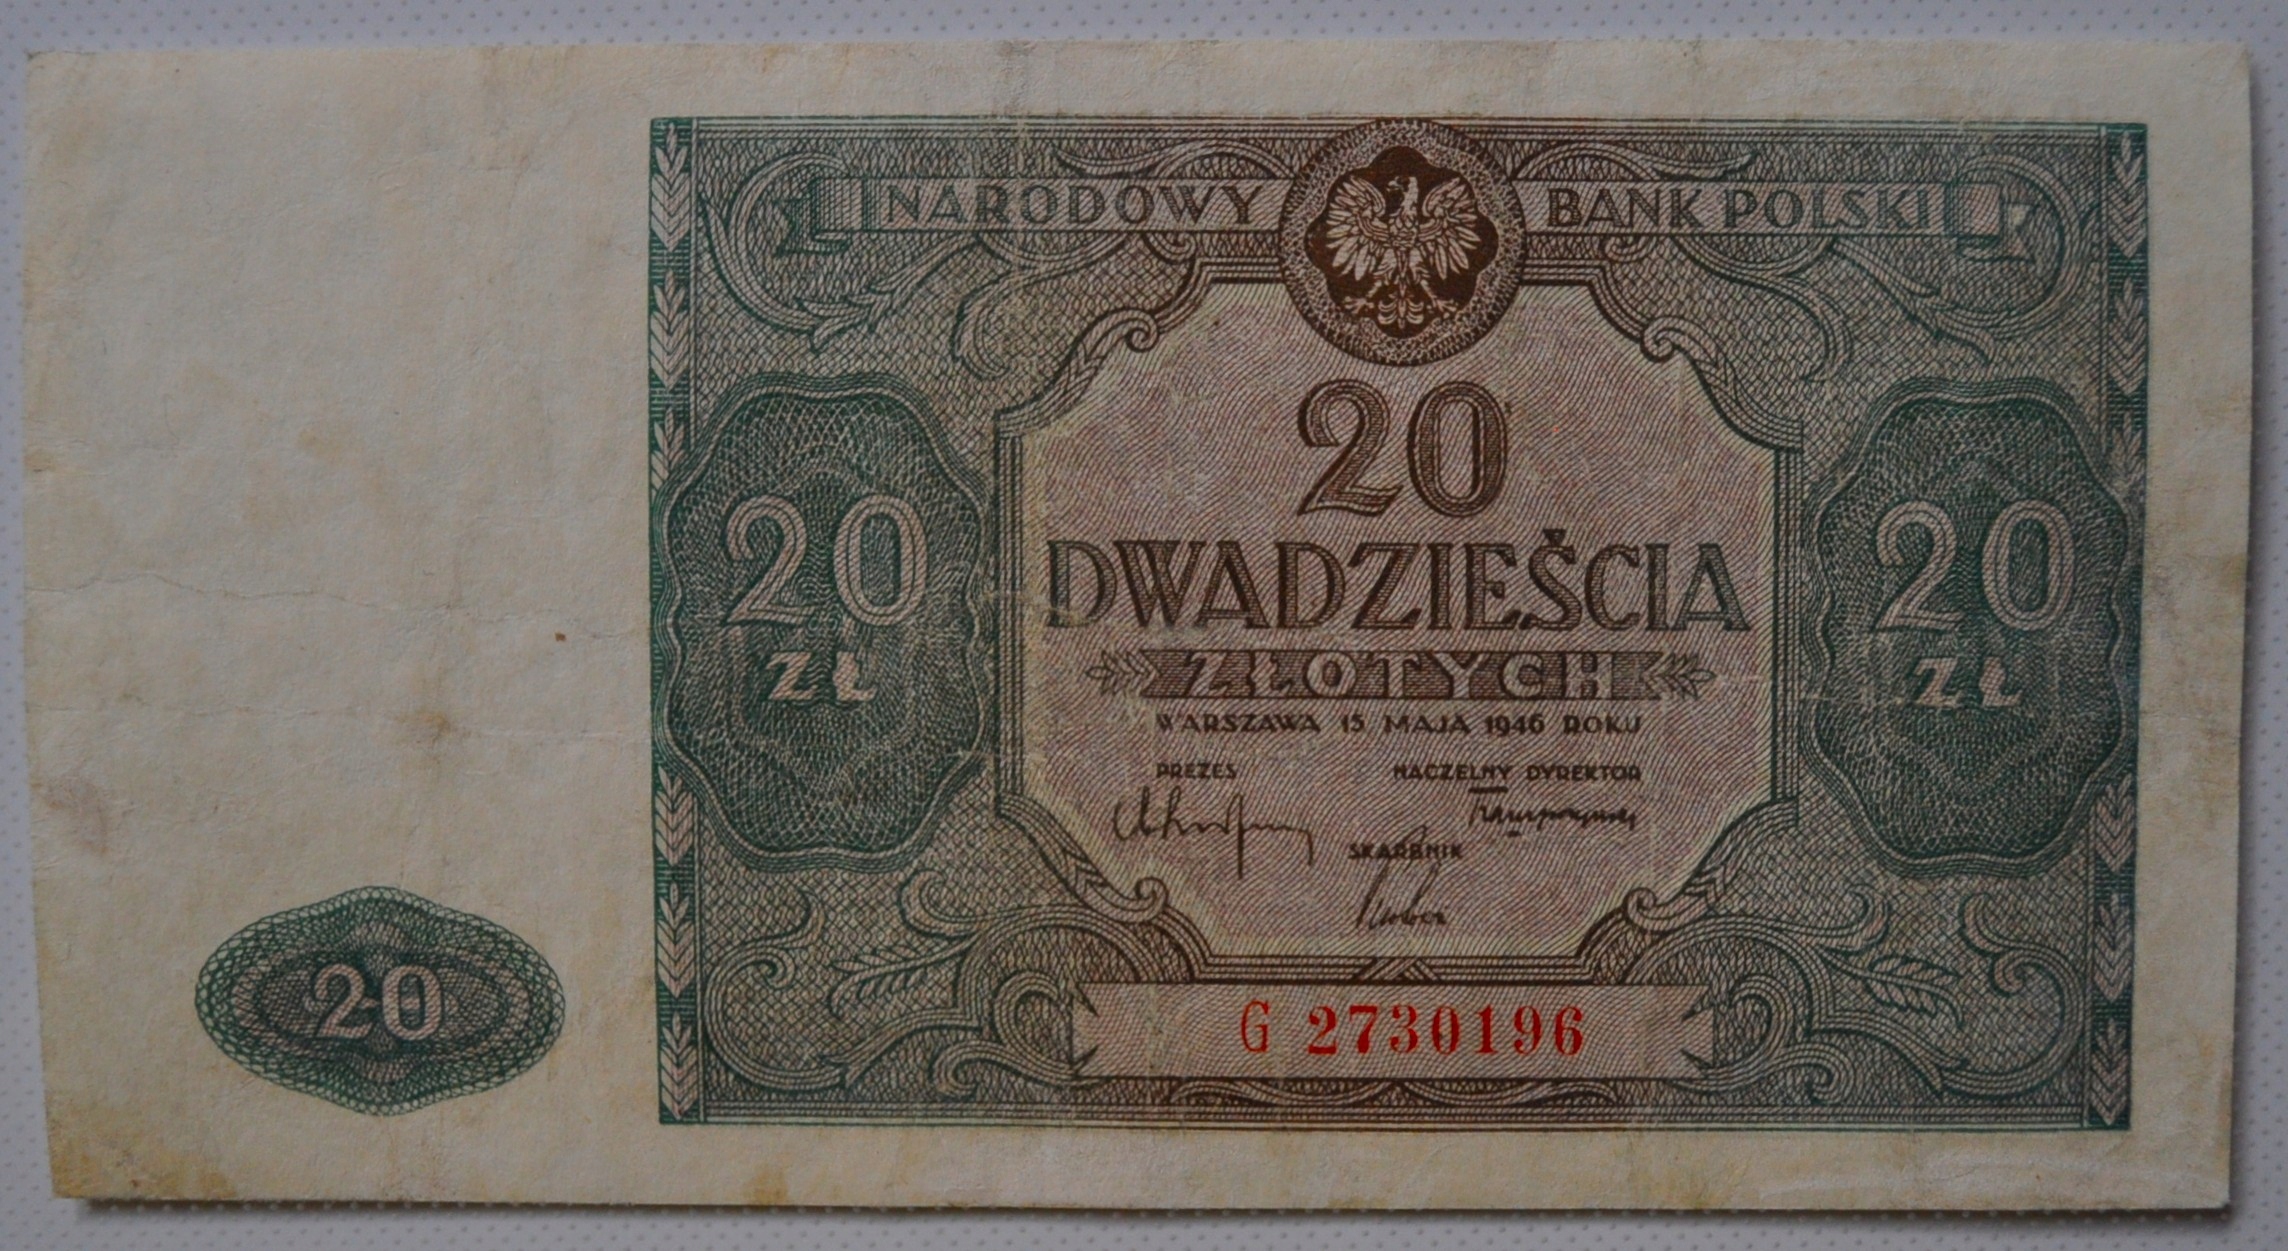 NARODOWY BANK POLSKI
20
DWADZIEŚCIA
ZŁOTYCH
WARSZAWA 15 MAJA 1946 ROKU
PREZES NACZELNY DYREKTOR
SKARBNIK
20
ZŁ
20
ZŁ
20
G 2730196